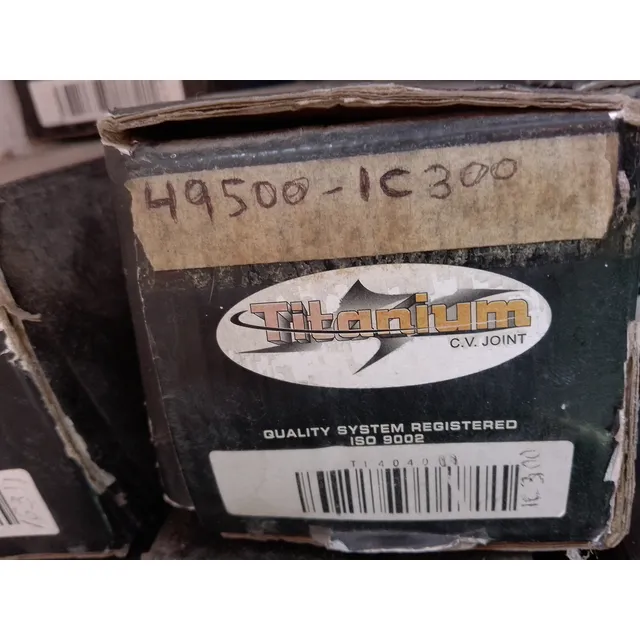 49500-1C300
Titanium
C.V. JOINT
QUALITY SYSTEM REGISTERED
ISO 9002
1C300